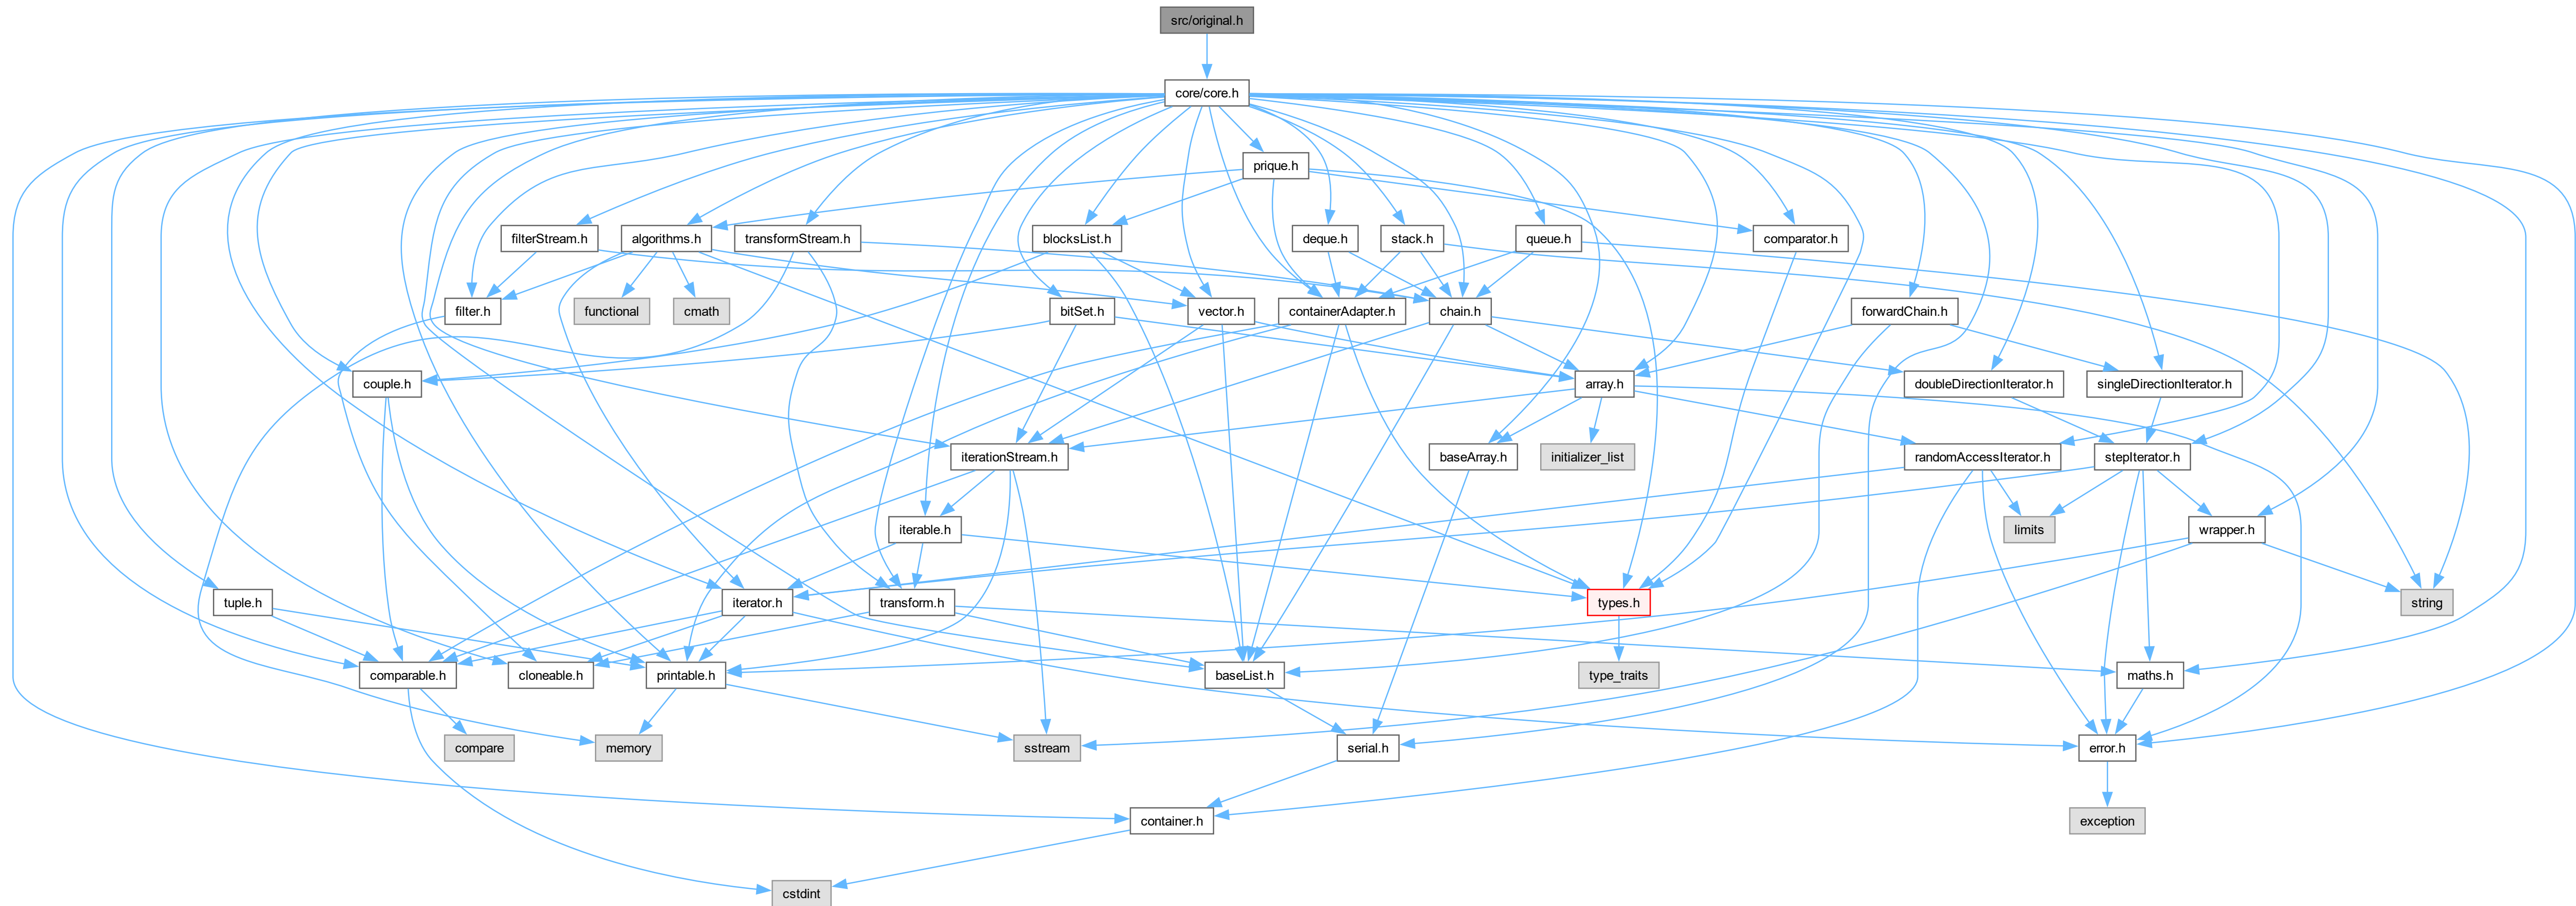 src/original.h
core/core.h
prique.h
filterStream.h
algorithms.h
transformStream.h
blocksList.h
deque.h
stack.h
queue.h
comparator.h
filter.h
functional
cmath
bitSet.h
vector.h
containerAdapter.h
chain.h
forwardChain.h
couple.h
array.h
doubleDirectionIterator.h
singleDirectionIterator.h
iterationStream.h
baseArray.h
initializer_list
randomAccessIterator.h
stepIterator.h
iterable.h
limits
wrapper.h
tuple.h
iterator.h
transform.h
types.h
string
comparable.h
cloneable.h
printable.h
baseList.h
type_traits
maths.h
compare
memory
sstream
serial.h
error.h
container.h
exception
cstdint